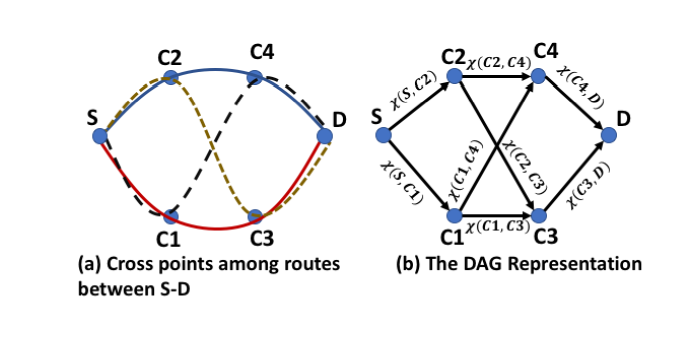 C2
C4
S
D
C1
C3
(a) Cross points among routes
between S-D
C2
χ(C2, C4)
C4
χ(S, C2)
χ(C4, D)
S
D
χ(C1, C4)
χ(C2, C3)
χ(S, C1)
χ(C3, D)
C1
χ(C1, C3)
C3
(b) The DAG Representation